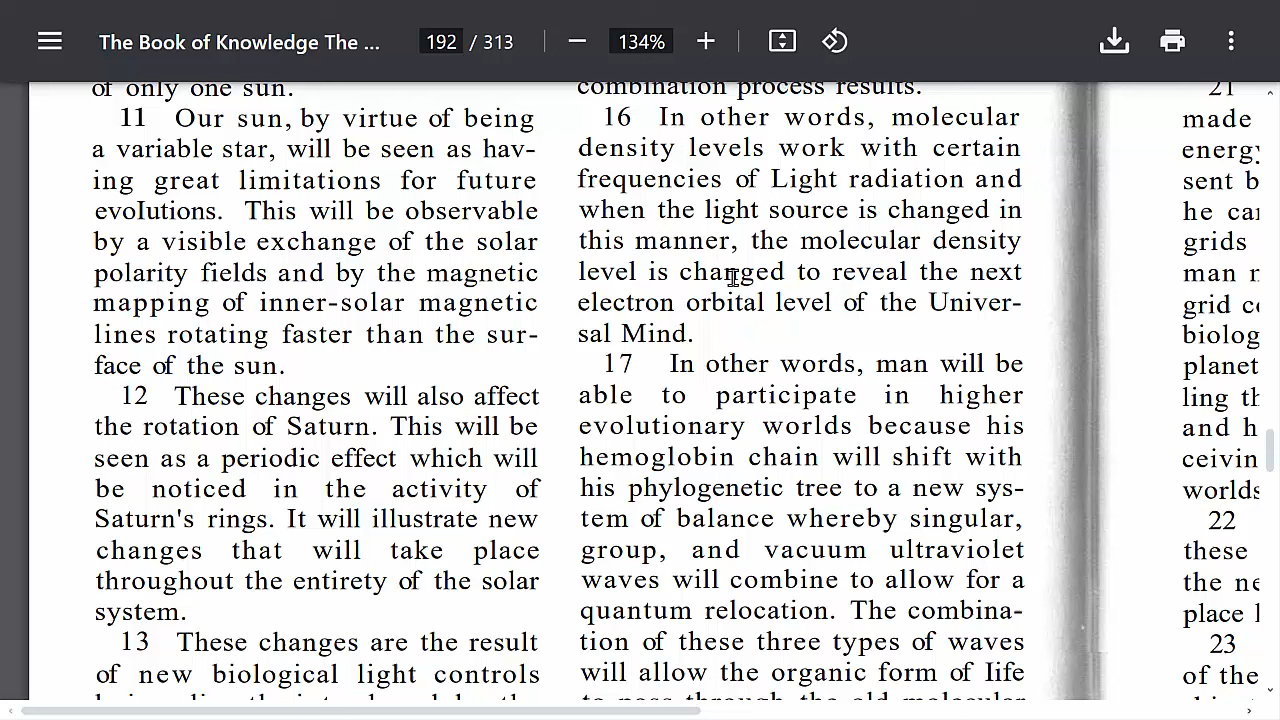 The Book of Knowledge The ...
192 / 313
134%
of only one sun.
11 Our sun, by virtue of being
a variable star, will be seen as hav-
ing great limitations for future
evolutions. This will be observable
by a visible exchange of the solar
polarity fields and by the magnetic
mapping of inner-solar magnetic
lines rotating faster than the sur-
face of the sun.
12 These changes will also affect
the rotation of Saturn. This will be
seen as a periodic effect which will
be noticed in the activity of
Saturn's rings. It will illustrate new
changes that will take place
throughout the entirety of the solar
system.
13 These changes are the result
of new biological light controls
combination process results.
16 In other words, molecular
density levels work with certain
frequencies of Light radiation and
when the light source is changed in
this manner, the molecular density
level is changed to reveal the next
electron orbital level of the Univer-
sal Mind.
17 In other words, man will be
able to participate in higher
evolutionary worlds because his
hemoglobin chain will shift with
his phylogenetic tree to a new sys-
tem of balance whereby singular,
group, and vacuum ultraviolet
waves will combine to allow for a
quantum relocation. The combina-
tion of these three types of waves
will allow the organic form of life
to pass through the old molecular
21
made
energy
sent b
he ca
grids
man
grid c
biolog
planet
ling th
and h
ceivin
worlds
22
these
the ne
place
23
of the